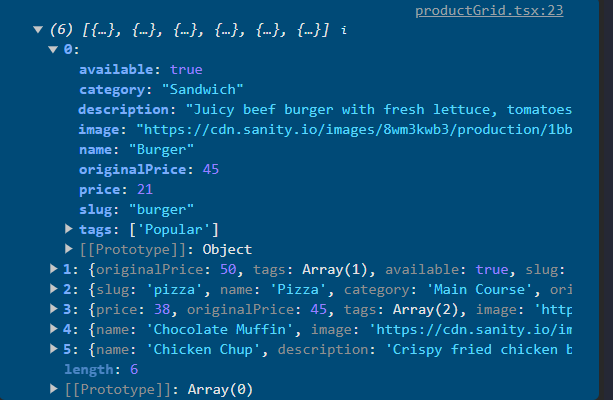 productGrid.tsx:23
(6) [{…}, {…}, {…}, {…}, {…}, {…}] i
0:
available: true
category: "Sandwich"
description: "Juicy beef burger with fresh lettuce, tomatoes
image: "https://cdn.sanity.io/images/8wm3kwb3/production/1bb
name: "Burger"
originalPrice: 45
price: 21
slug: "burger"
tags: ['Popular']
[[Prototype]]: Object
1: {originalPrice: 50, tags: Array(1), available: true, slug:
2: {slug: 'pizza', name: 'Pizza', category: 'Main Course', ori
3: {price: 38, originalPrice: 45, tags: Array(2), image: 'http
4: {name: 'Chocolate Muffin', image: 'https://cdn.sanity.io/im
5: {name: 'Chicken Chup', description: 'Crispy fried chicken b
length: 6
[[Prototype]]: Array(0)